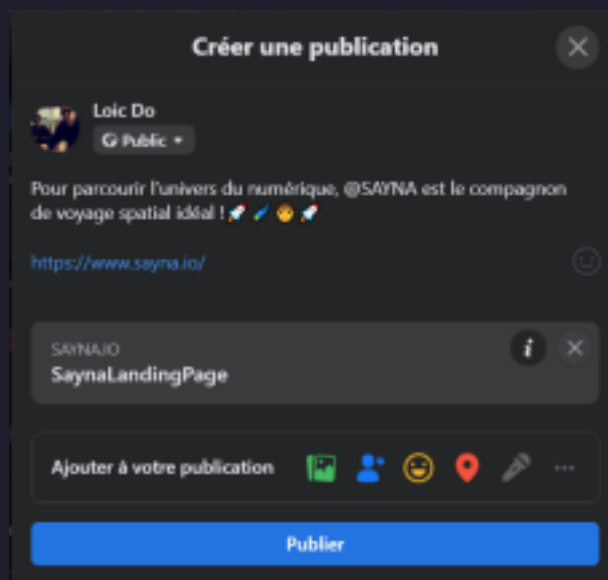 Créer une publication
Loic Do
Public
Pour parcourir l'univers du numérique, @SAYNA est le compagnon
de voyage spatial idéal !
https://www.sayna.io/
SAYNA.IO
SaynaLandingPage
Ajouter à votre publication
Publier